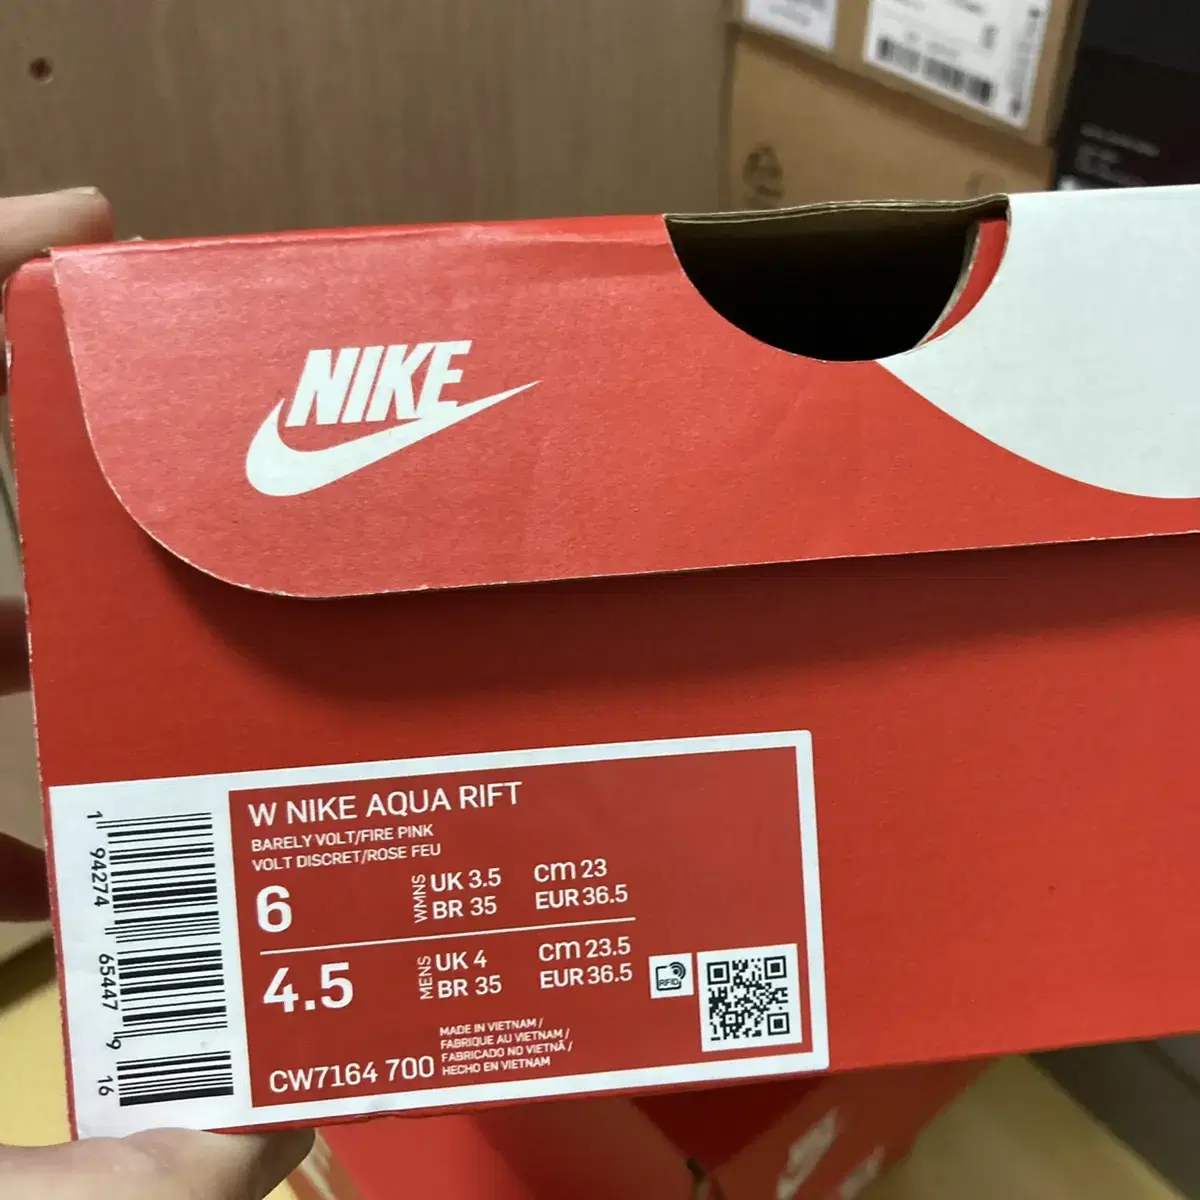 NIKE
W NIKE AQUA RIFT
BARELY VOLT/FIRE PINK
VOLT DISCRET/ROSE FEU
6
WMNS
UK 3.5
BR 35
cm 23
EUR 36.5
4.5
MENS
UK 4
BR 35
cm 23.5
EUR 36.5
RFID
CW7164 700
MADE IN VIETNAM /
FABRIQUE AU VIETNAM /
FABRICADO NO VIETNÃ /
HECHO EN VIETNAM
1 94274 65447 9 16